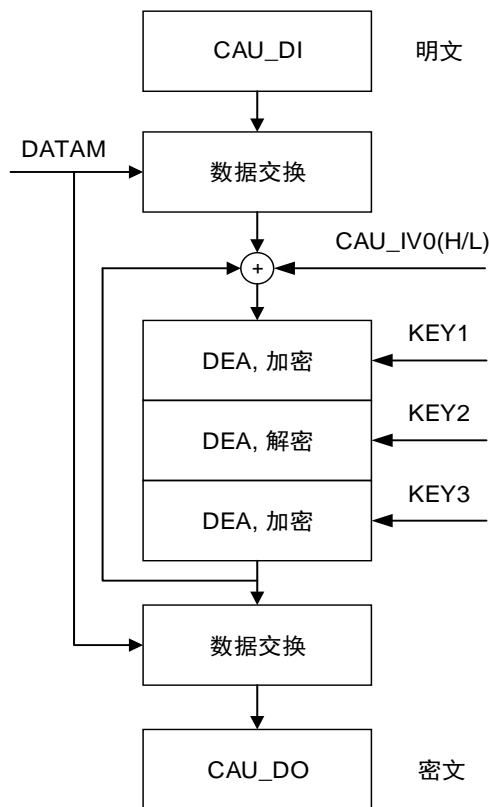 CAU_DI
明文
DATAM
数据交换
CAU_IV0(H/L)
+
DEA, 加密
KEY1
DEA, 解密
KEY2
DEA, 加密
KEY3
数据交换
CAU_DO
密文